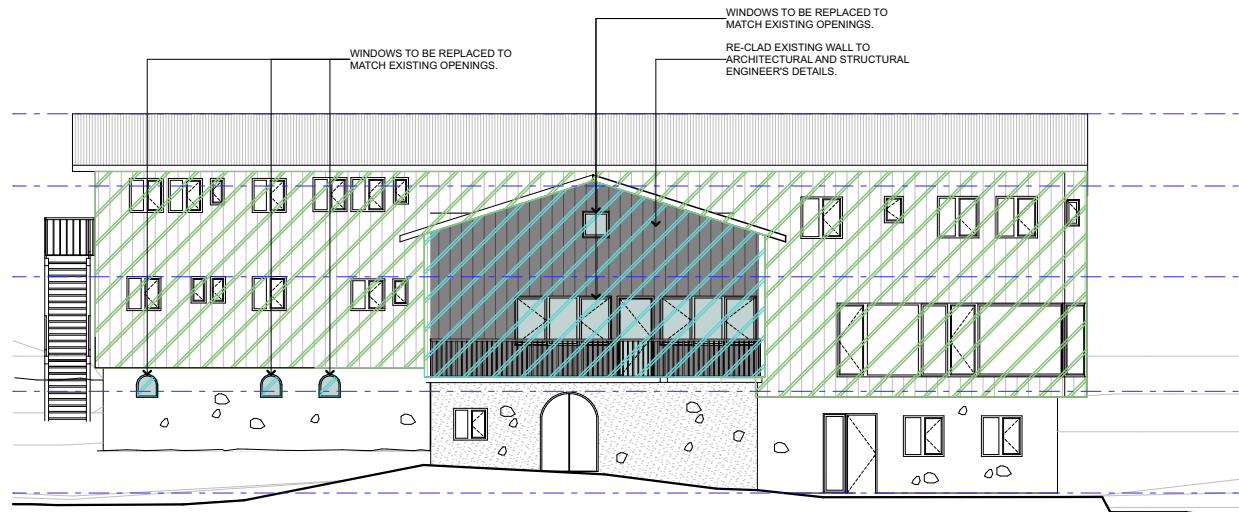 WINDOWS TO BE REPLACED TO
MATCH EXISTING OPENINGS.
WINDOWS TO BE REPLACED TO
MATCH EXISTING OPENINGS.
RE-CLAD EXISTING WALL TO
ARCHITECTURAL AND STRUCTURAL
ENGINEER'S DETAILS.